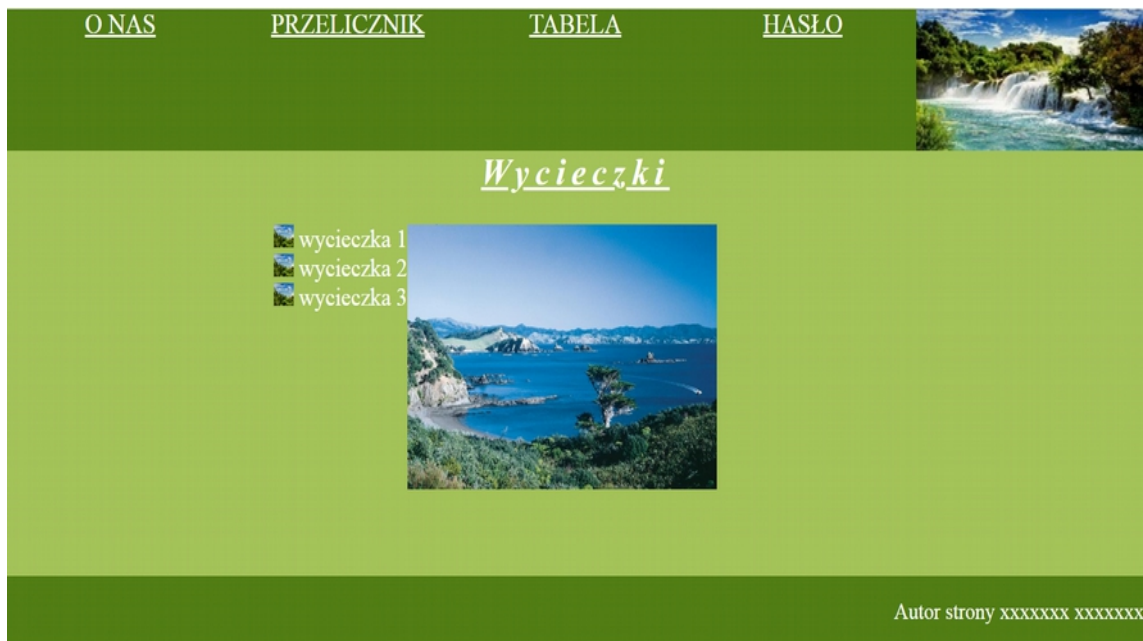 O NAS PRZELICZNIK TABELA HASŁO
Wycieczki
wycieczka 1
wycieczka 2
wycieczka 3
Autor strony xxxxxxx xxxxxxx